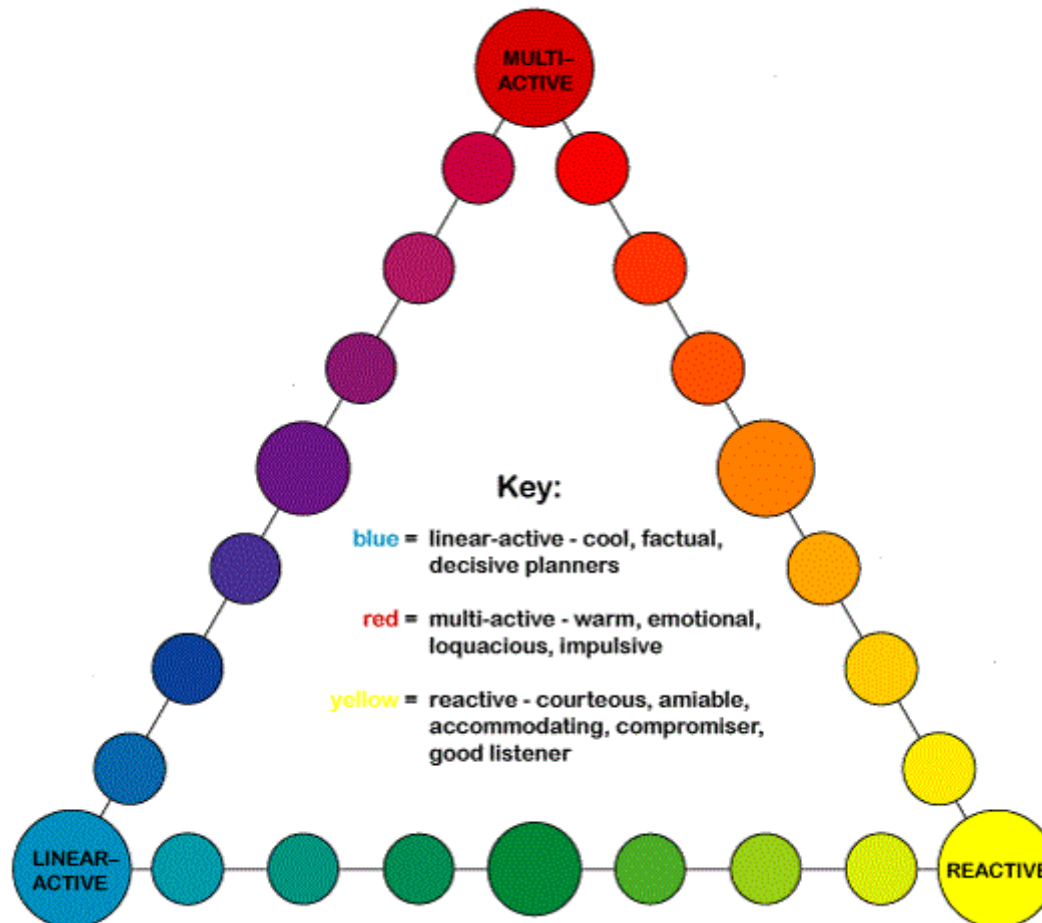 MULTI–
ACTIVE
Key:
blue = linear-active - cool, factual,
decisive planners
red = multi-active - warm, emotional,
loquacious, impulsive
yellow = reactive - courteous, amiable,
accommodating, compromiser,
good listener
LINEAR–
ACTIVE
REACTIVE